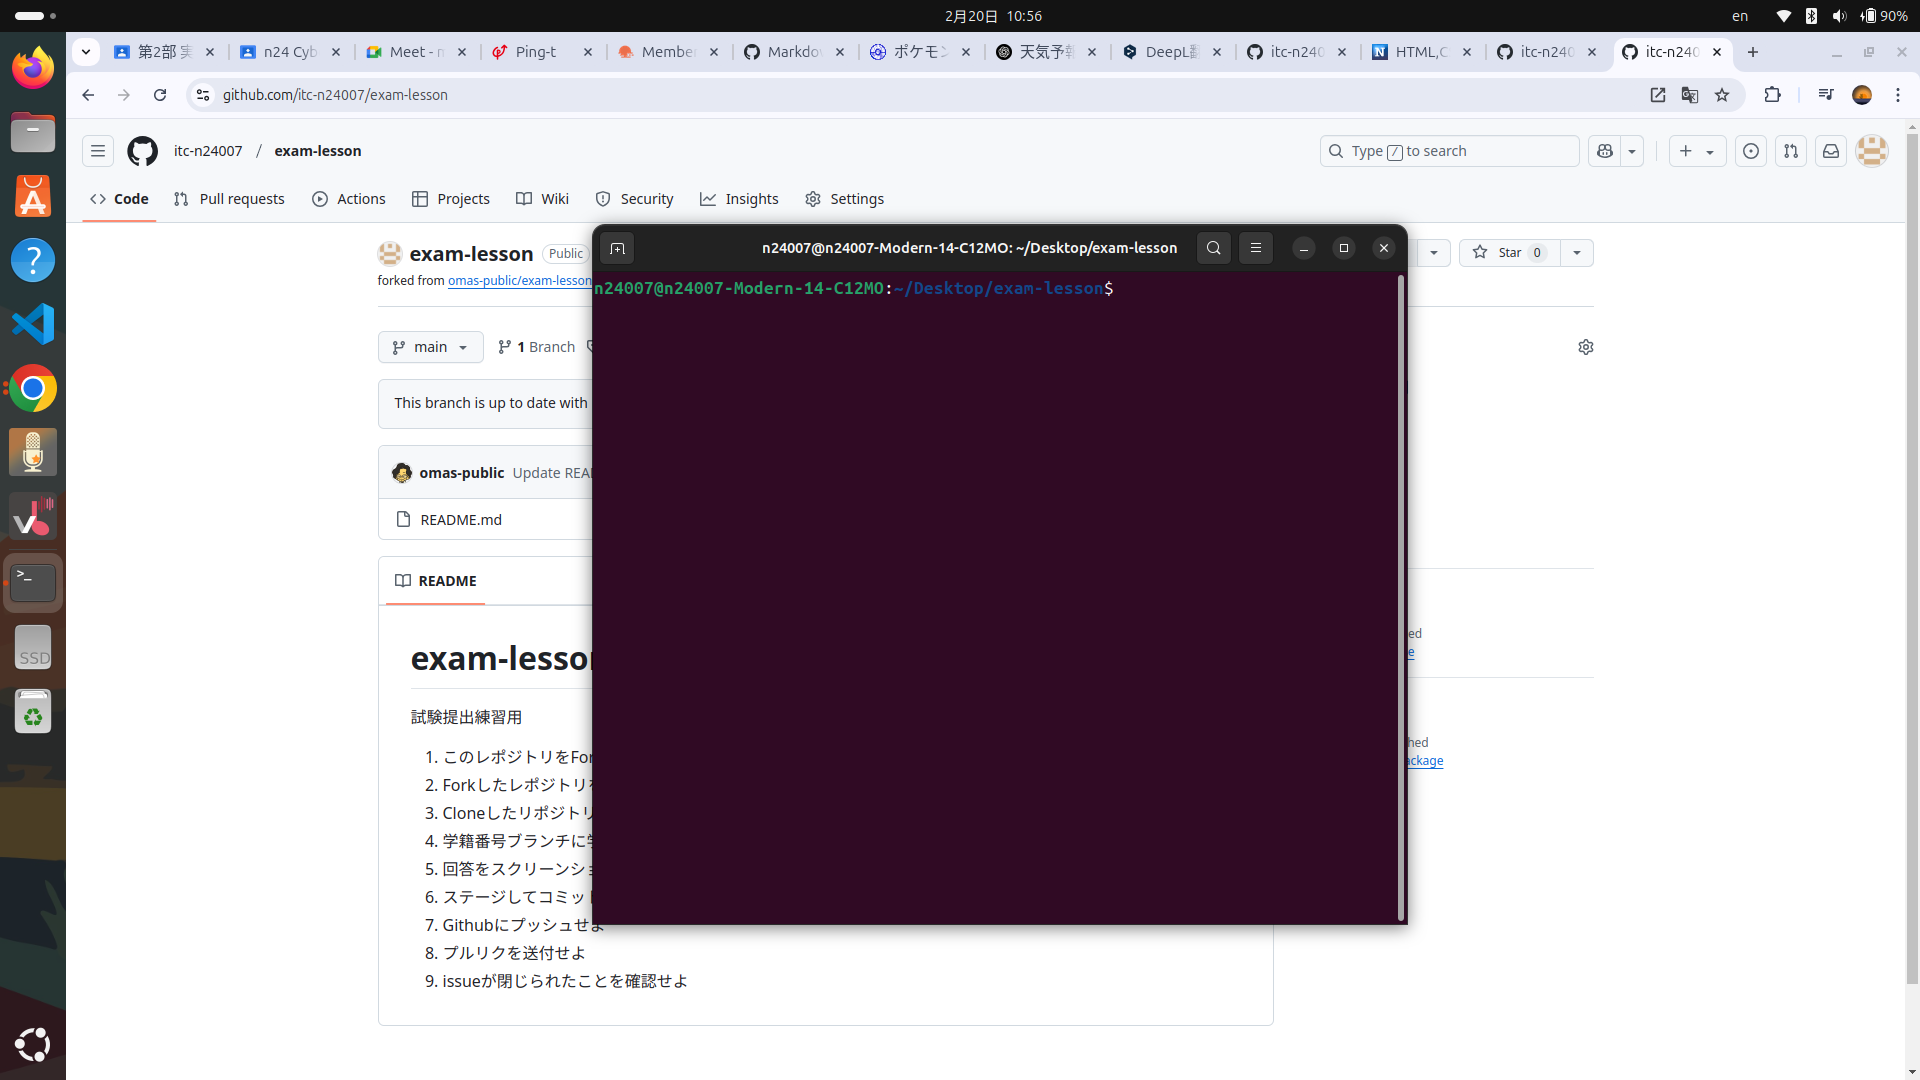 2月20日 10:56
en
90%
第2部 実
n24 Cyb
Meet - m
Ping-t
Member
Markdow
ポケモン
天気予報
DeepL翻
itc-n240
HTML,C
itc-n240
itc-n240
github.com/itc-n24007/exam-lesson
itc-n24007 / exam-lesson
Type / to search
Code
Pull requests
Actions
Projects
Wiki
Security
Insights
Settings
exam-lesson
Public
Star 0
forked from omas-public/exam-lesson
n24007@n24007-Modern-14-C12MO: ~/Desktop/exam-lesson
n24007@n24007-Modern-14-C12MO:~/Desktop/exam-lesson$
main
1 Branch
This branch is up to date with
omas-public Update REA
README.md
README
exam-lesson
試験提出練習用
1. このレポジトリをFor
2. Forkしたレポジトリを
3. Cloneしたリポジトリ
4. 学籍番号ブランチに学
5. 回答をスクリーンショ
6. ステージしてコミット
7. Githubにプッシュせよ
8. プルリクを送付せよ
9. issueが閉じられたことを確認せよ
ed
e
hed
ackage
SSD